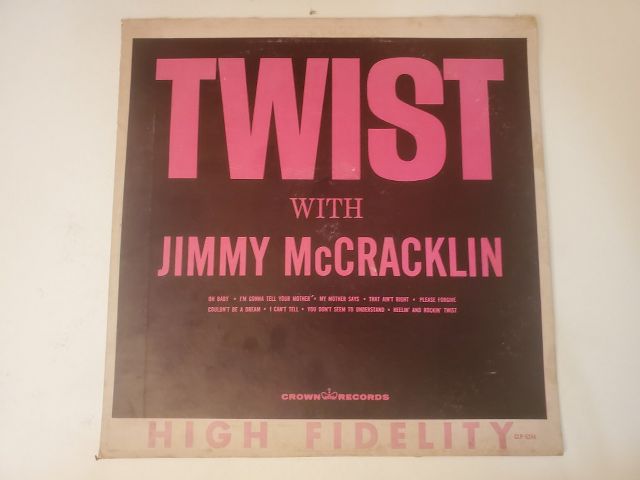 TWIST
WITH
JIMMY McCRACKLIN
OH BABY • I'M GONNA TELL YOUR MOTHER • MY MOTHER SAYS • THAT AIN'T RIGHT • PLEASE FORGIVE
COULDN'T BE A DREAM • I CAN'T TELL • YOU DON'T SEEM TO UNDERSTAND • REELIN' AND ROCKIN' TWIST
CROWN RECORDS
HIGH FIDELITY